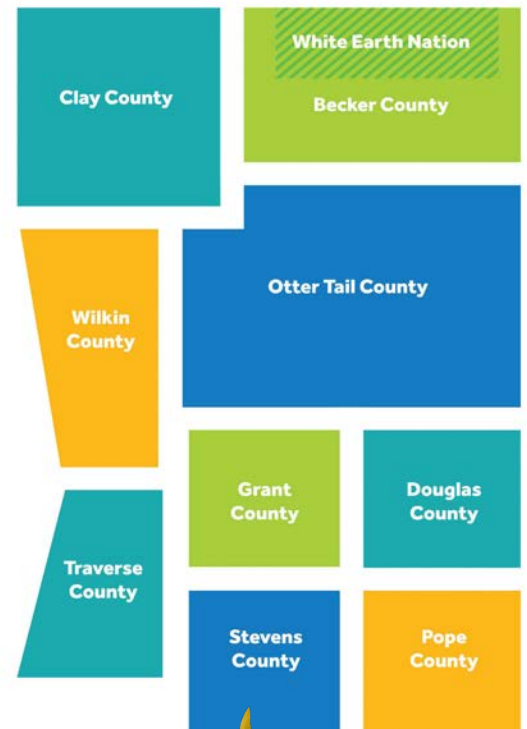 White Earth Nation
Clay County
Becker County
Otter Tail County
Wilkin
County
Grant
County
Douglas
County
Traverse
County
Stevens
County
Pope
County